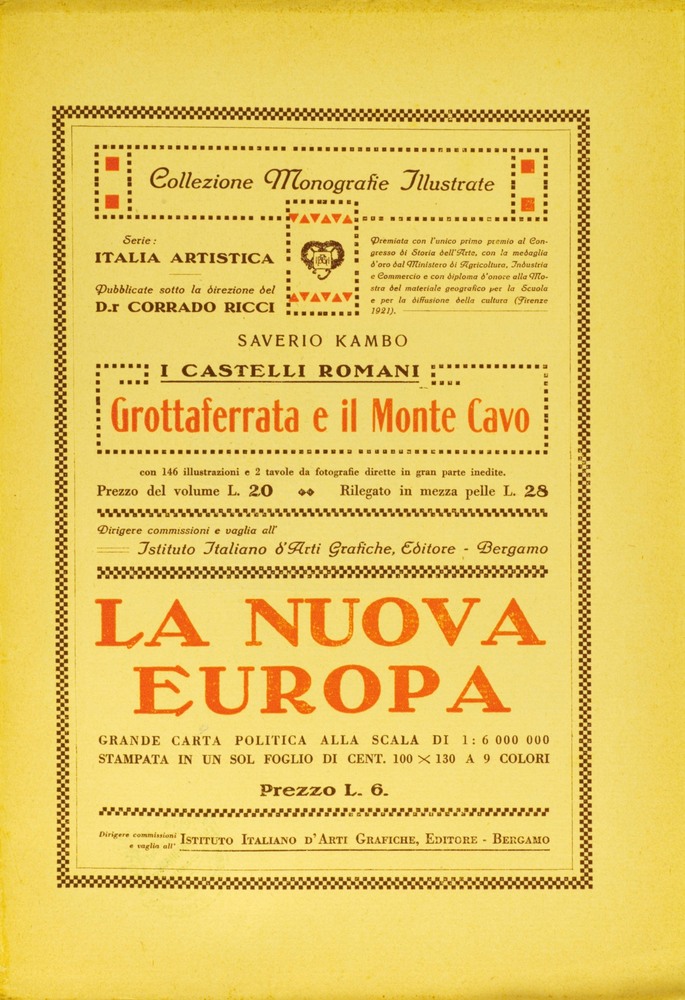 Collezione Monografie Illustrate
Serie:
ITALIA ARTISTICA
Pubblicate sotto la direzione del
D.r CORRADO RICCI
Premiata con l'unico primo premio al Con-
gresso di Storia dell'Arte, con la medaglia
d'oro dal Ministero di Agricoltura, Industria
e Commercio e con diploma d'onore alla Mo-
stra del materiale geografico per la Scuola
e per la diffusione della cultura (Firenze
1921).
SAVERIO KAMBO
I CASTELLI ROMANI
Grottaferrata e il Monte Cavo
con 146 illustrazioni e 2 tavole da fotografie dirette in gran parte inedite.
Prezzo del volume L. 20 Rilegato in mezza pelle L. 28
Dirigere commissioni e vaglia all'
Istituto Italiano d'Arti Grafiche, Editore - Bergamo
LA NUOVA
EUROPA
GRANDE CARTA POLITICA ALLA SCALA DI 1:6 000 000
STAMPATA IN UN SOL FOGLIO DI CENT. 100 × 130 A 9 COLORI
Prezzo L. 6.
Dirigere commissioni
e vaglia all'
ISTITUTO ITALIANO D'ARTI GRAFICHE, EDITORE - BERGAMO